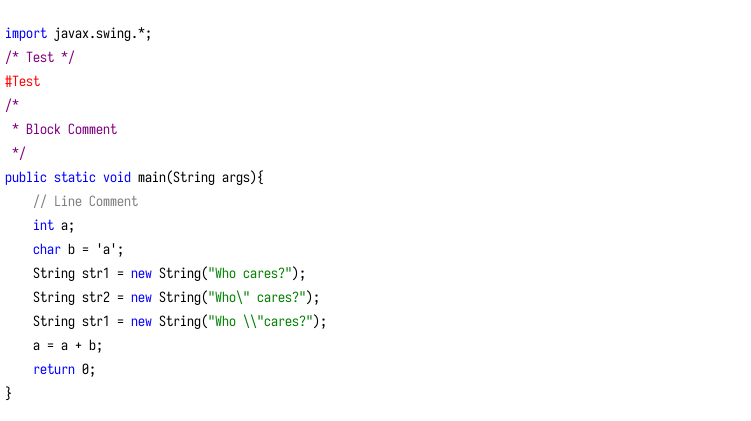 import javax.swing.*;
/* Test */
#Test
/*
 * Block Comment
 */
public static void main(String args){
    // Line Comment
    int a;
    char b = 'a';
    String str1 = new String("Who cares?");
    String str2 = new String("Who\" cares?");
    String str1 = new String("Who \\"cares?");
    a = a + b;
    return 0;
}